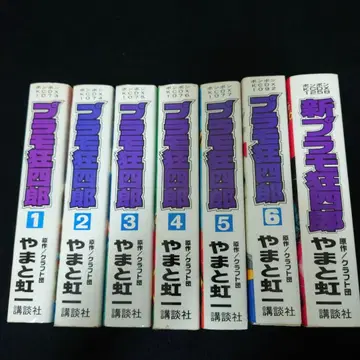 プラモ狂四郎
1
原作/クラフト団
やまと虹一
講談社
プラモ狂四郎
2
原作/クラフト団
やまと虹一
講談社
プラモ狂四郎
3
原作/クラフト団
やまと虹一
講談社
プラモ狂四郎
4
原作/クラフト団
やまと虹一
講談社
プラモ狂四郎
5
原作/クラフト団
やまと虹一
講談社
プラモ狂四郎
6
原作/クラフト団
やまと虹一
講談社
新プラモ狂四郎
原作/クラフト団
やまと虹一
講談社